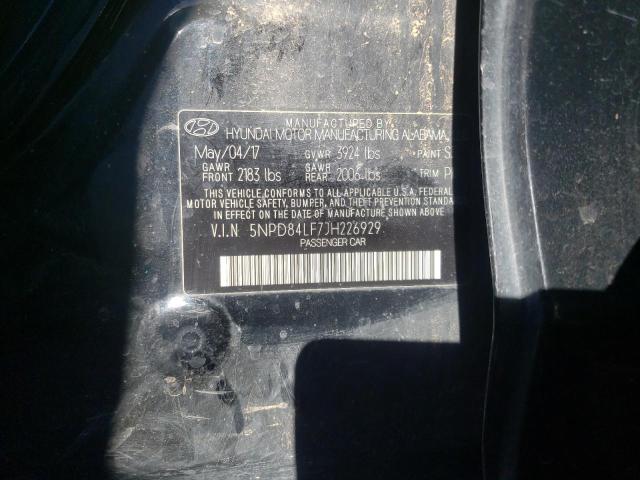 MANUFACTURED BY
HYUNDAI MOTOR MANUFACTURING ALABAMA,
May/04/17 GVWR 3924 lbs PAINT S
GAWR FRONT 2183 lbs GAWR REAR 2006 lbs TRIM P
THIS VEHICLE CONFORMS TO ALL APPLICABLE U.S.A. FEDERAL
MOTOR VEHICLE SAFETY, BUMPER, AND THEFT PREVENTION
IN EFFECT ON THE DATE OF MANUFACTURE SHOWN ABOVE
V.I.N 5NPD84LF7JH226929
PASSENGER CAR